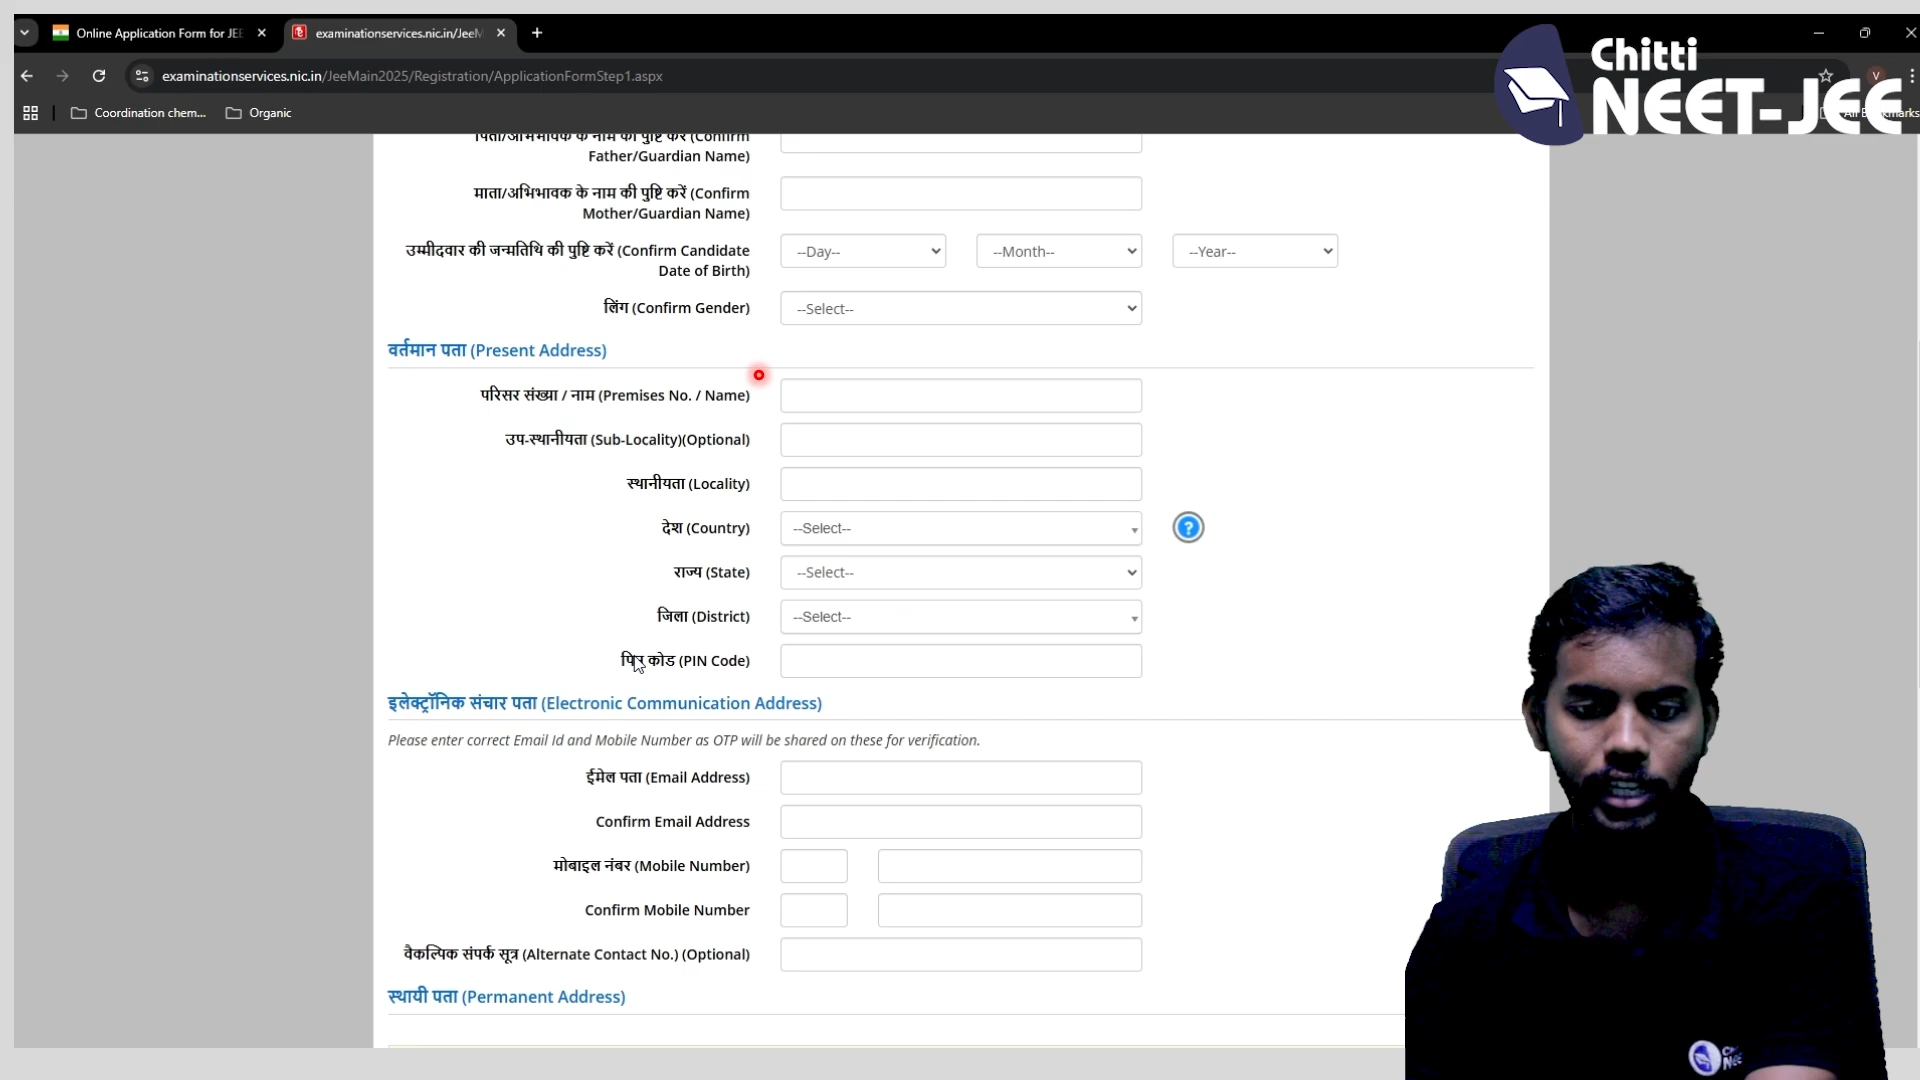 Online Application Form for JEE
examinationservices.nic.in/JeeM
Chitti
NEET-JEE
examinationservices.nic.in/JeeMain2025/Registration/ApplicationFormStep1.aspx
V
Coordination chem...
Organic
पिता/अभिभावक के नाम की पुष्टि करें (Confirm
Father/Guardian Name)
माता/अभिभावक के नाम की पुष्टि करें (Confirm
Mother/Guardian Name)
उम्मीदवार की जन्मतिथि की पुष्टि करें (Confirm Candidate
Date of Birth)
--Day--
--Month--
--Year--
लिंग (Confirm Gender)
--Select--
वर्तमान पता (Present Address)
परिसर संख्या / नाम (Premises No. / Name)
उप-स्थानीयता (Sub-Locality)(Optional)
स्थानीयता (Locality)
देश (Country)
--Select--
?
राज्य (State)
--Select--
जिला (District)
--Select--
पिन कोड (PIN Code)
इलेक्ट्रॉनिक संचार पता (Electronic Communication Address)
Please enter correct Email Id and Mobile Number as OTP will be shared on these for verification.
ईमेल पता (Email Address)
Confirm Email Address
मोबाइल नंबर (Mobile Number)
Confirm Mobile Number
वैकल्पिक संपर्क सूत्र (Alternate Contact No.) (Optional)
स्थायी पता (Permanent Address)